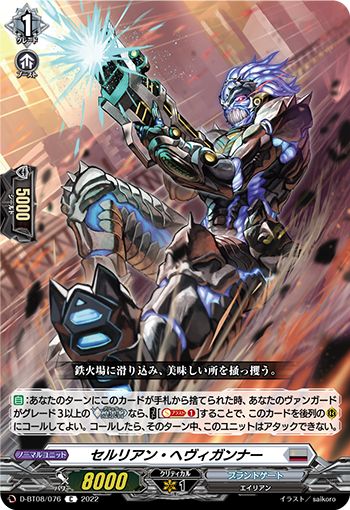 1
グレード
ブースト
5000
シールド
鉄火場に滑り込み、美味しい所を掻っ攫う。
自:あなたのターンにこのカードが手札から捨てられた時、あなたのヴァンガード
がグレード3以上の なら、 1することで、このカードを後列の
にコールしてよい。コールしたら、そのターン中、このユニットはアタックできない。
ノーマルユニット
セルリアン・ヘヴィガンナー
パワー
8000
クリティカル
1
ブラントゲート
エイリアン
D-BT08/076 C 2022
イラスト/saikoro